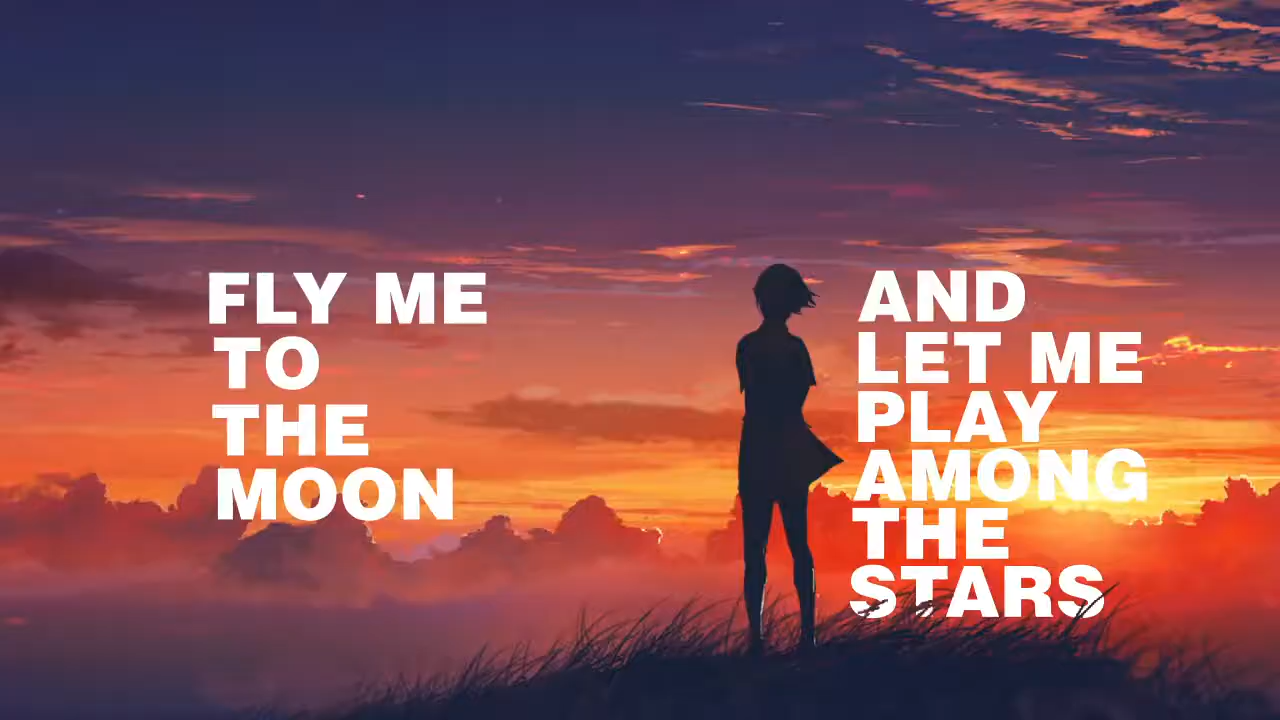 FLY ME
TO
THE
MOON
AND
LET ME
PLAY
AMONG
THE
STARS